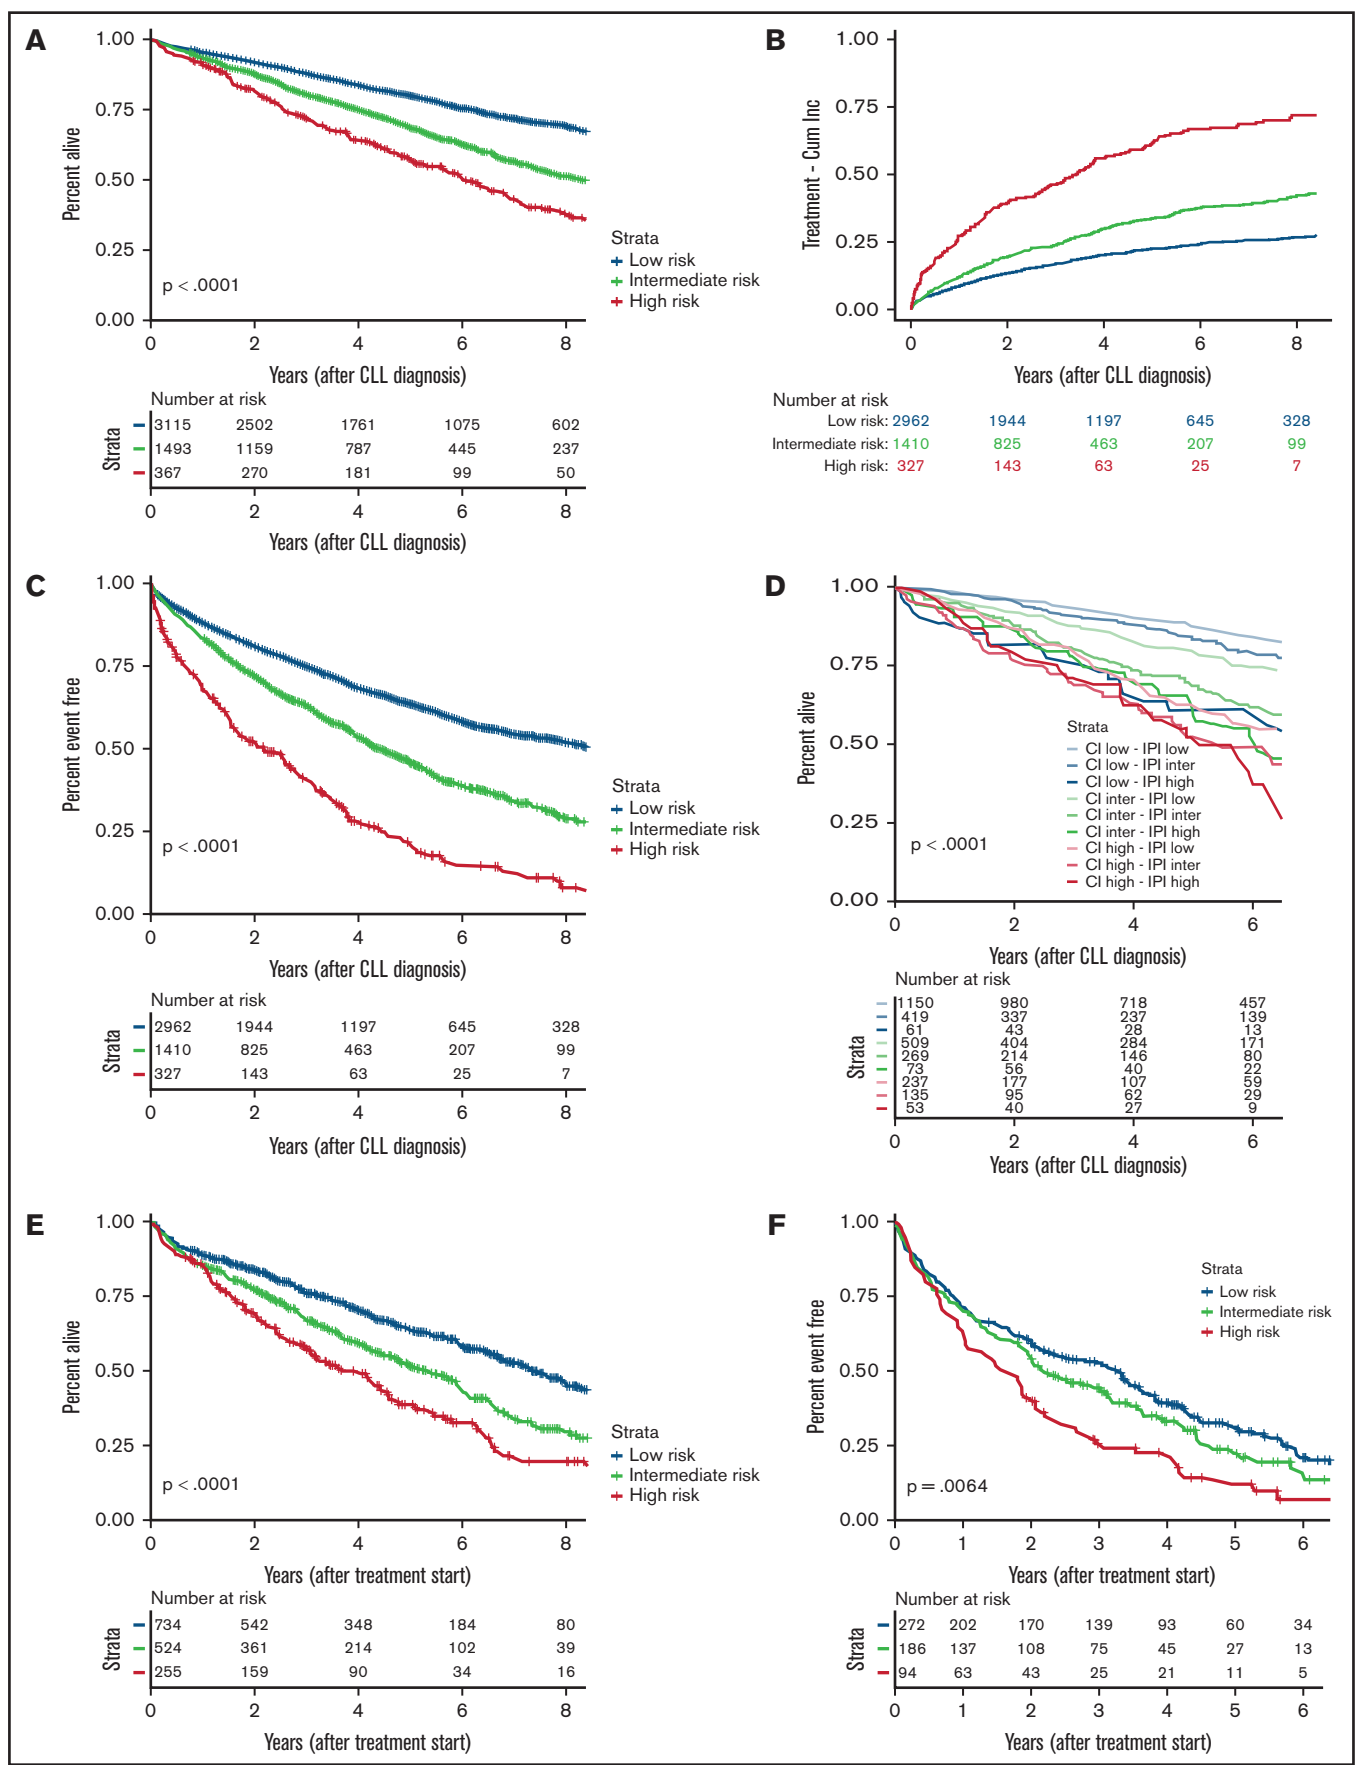 A
1.00
0.75
0.50
0.25
0.00
Percent alive
p < .0001
0 2 4 6 8
Years (after CLL diagnosis)
Strata
Low risk
Intermediate risk
High risk
Number at risk
Strata
3115 2502 1761 1075 602
1493 1159 787 445 237
367 270 181 99 50
0 2 4 6 8
Years (after CLL diagnosis)
B
1.00
0.75
0.50
0.25
0.00
Treatment - Cum Inc
0 2 4 6 8
Years (after CLL diagnosis)
Number at risk
Low risk: 2962 1944 1197 645 328
Intermediate risk: 1410 825 463 207 99
High risk: 327 143 63 25 7
C
1.00
0.75
0.50
0.25
0.00
Percent event free
p < .0001
0 2 4 6 8
Years (after CLL diagnosis)
Strata
Low risk
Intermediate risk
High risk
Number at risk
Strata
2962 1944 1197 645 328
1410 825 463 207 99
327 143 63 25 7
0 2 4 6 8
Years (after CLL diagnosis)
D
1.00
0.75
0.50
0.25
0.00
Percent alive
p < .0001
Strata
CI low - IPI low
CI low - IPI inter
CI low - IPI high
CI inter - IPI low
CI inter - IPI inter
CI inter - IPI high
CI high - IPI low
CI high - IPI inter
CI high - IPI high
0 2 4 6
Years (after CLL diagnosis)
Number at risk
Strata
1150 980 718 457
419 337 237 139
61 43 28 13
509 404 284 171
269 214 146 80
73 56 40 22
237 177 107 59
135 95 62 29
53 40 27 9
0 2 4 6
Years (after CLL diagnosis)
E
1.00
0.75
0.50
0.25
0.00
Percent alive
p < .0001
0 2 4 6 8
Years (after treatment start)
Strata
Low risk
Intermediate risk
High risk
Number at risk
Strata
734 542 348 184 80
524 361 214 102 39
255 159 90 34 16
0 2 4 6 8
Years (after treatment start)
F
1.00
0.75
0.50
0.25
0.00
Percent event free
p = .0064
Strata
Low risk
Intermediate risk
High risk
0 1 2 3 4 5 6
Years (after treatment start)
Number at risk
Strata
272 202 170 139 93 60 34
186 137 108 75 45 27 13
94 63 43 25 21 11 5
0 1 2 3 4 5 6
Years (after treatment start)